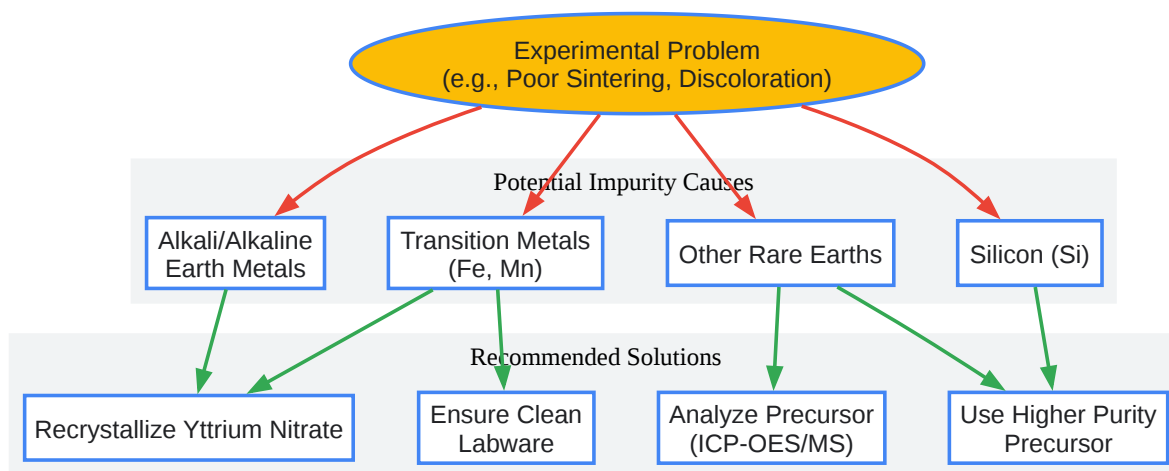 Experimental Problem
(e.g., Poor Sintering, Discoloration)
Potential Impurity Causes
Alkali/Alkaline
Earth Metals
Transition Metals
(Fe, Mn)
Other Rare Earths
Silicon (Si)
Recommended Solutions
Recrystallize Yttrium Nitrate
Ensure Clean
Labware
Analyze Precursor
(ICP-OES/MS)
Use Higher Purity
Precursor